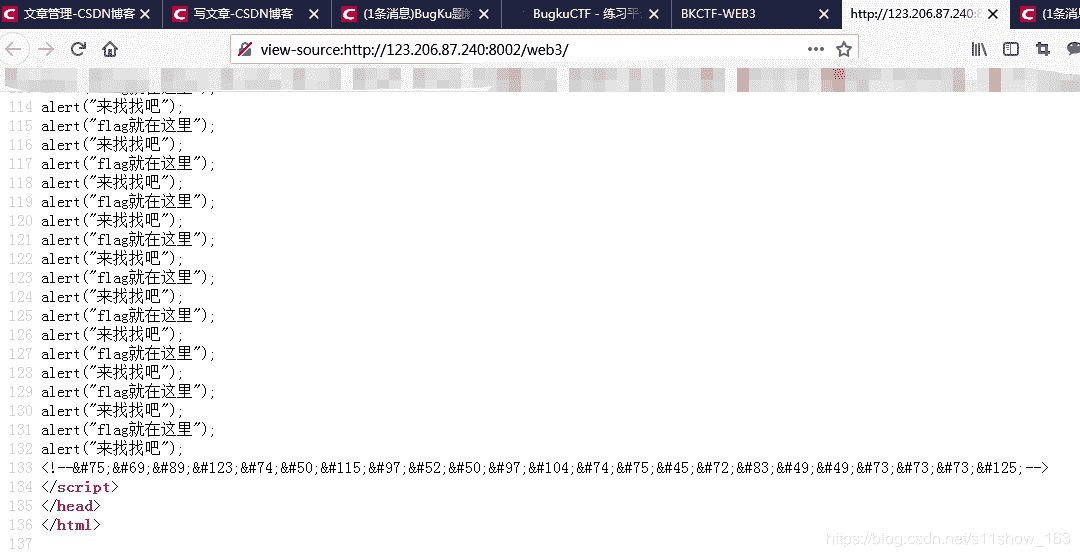 文章管理-CSDN博客
写文章-CSDN博客
(1条消息)BugKu题
BugkuCTF - 练习平
BKCTF-WEB3
http://123.206.87.240:8
(1条消
view-source:http://123.206.87.240:8002/web3/
114 alert("来找找吧");
115 alert("flag就在这里");
116 alert("来找找吧");
117 alert("flag就在这里");
118 alert("来找找吧");
119 alert("flag就在这里");
120 alert("来找找吧");
121 alert("flag就在这里");
122 alert("来找找吧");
123 alert("flag就在这里");
124 alert("来找找吧");
125 alert("flag就在这里");
126 alert("来找找吧");
127 alert("flag就在这里");
128 alert("来找找吧");
129 alert("flag就在这里");
130 alert("来找找吧");
131 alert("flag就在这里");
132 alert("来找找吧");
133 <!--&#75;&#69;&#89;&#123;&#74;&#50;&#115;&#97;&#52;&#50;&#97;&#104;&#74;&#75;&#45;&#72;&#83;&#49;&#49;&#73;&#73;&#73;&#125;-->
134 </script>
135 </head>
136 </html>
137
https://blog.csdn.net/s11show_163